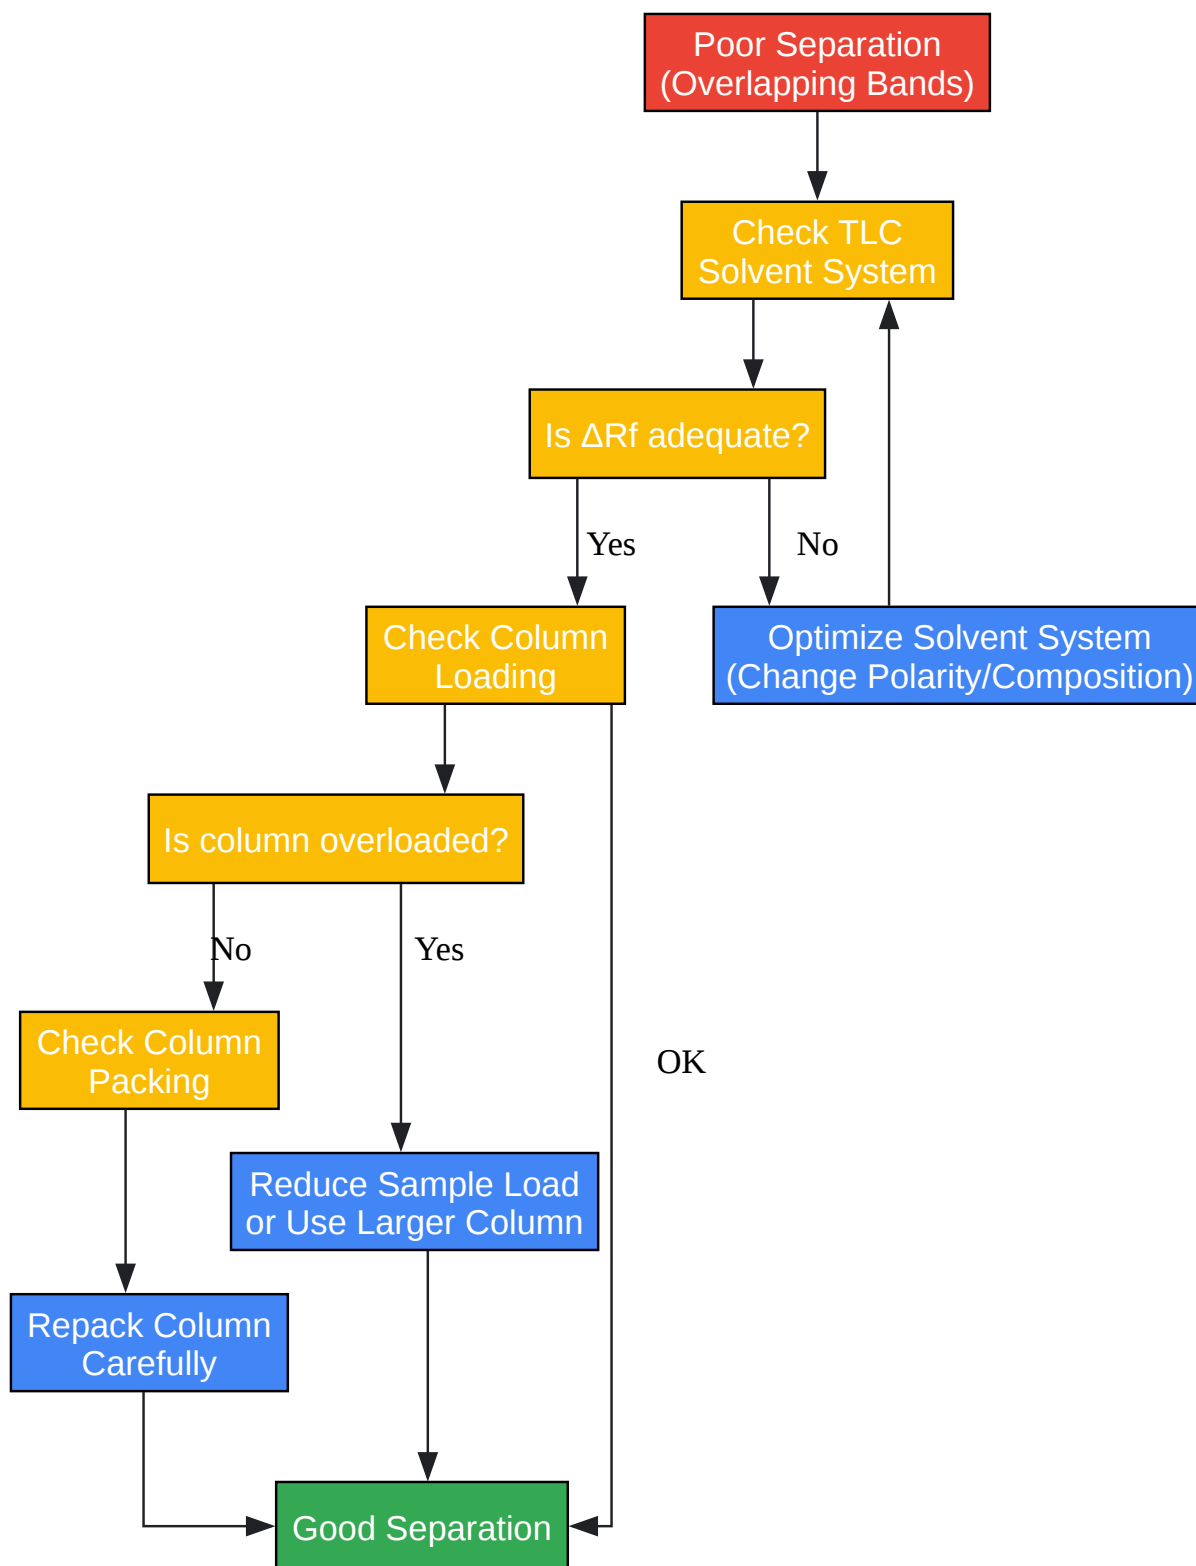 Poor Separation
(Overlapping Bands)
Check TLC
Solvent System
Is ΔRf adequate?
Yes
No
Check Column
Loading
Optimize Solvent System
(Change Polarity/Composition)
Is column overloaded?
No
Yes
Check Column
Packing
OK
Reduce Sample Load
or Use Larger Column
Repack Column
Carefully
Good Separation